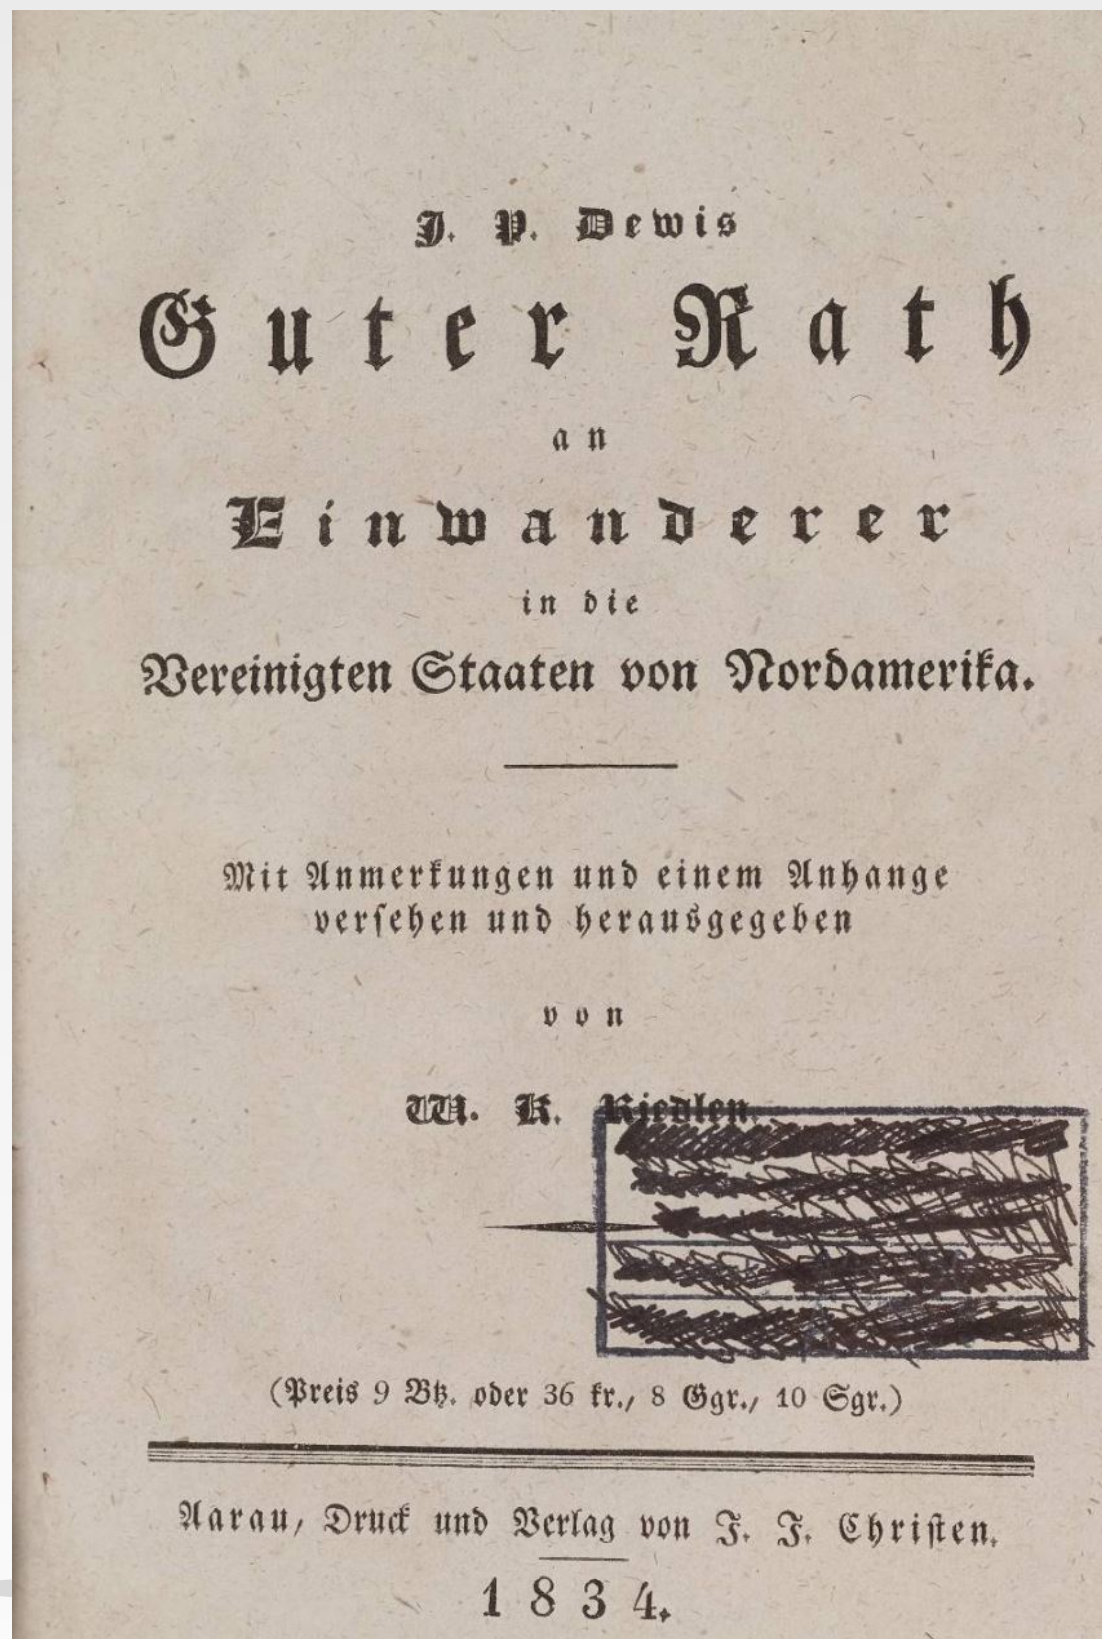 J. P. Dewis
Guter Rath
an
Einwanderer
in die
Vereinigten Staaten von Nordamerika.
Mit Anmerkungen und einem Anhange
versehen und herausgegeben
von
W. K. Riedlen.
(Preis 9 Btz. oder 36 kr., 8 Ggr., 10 Sgr.)
Aarau, Druck und Verlag von J. J. Christen.
1834.